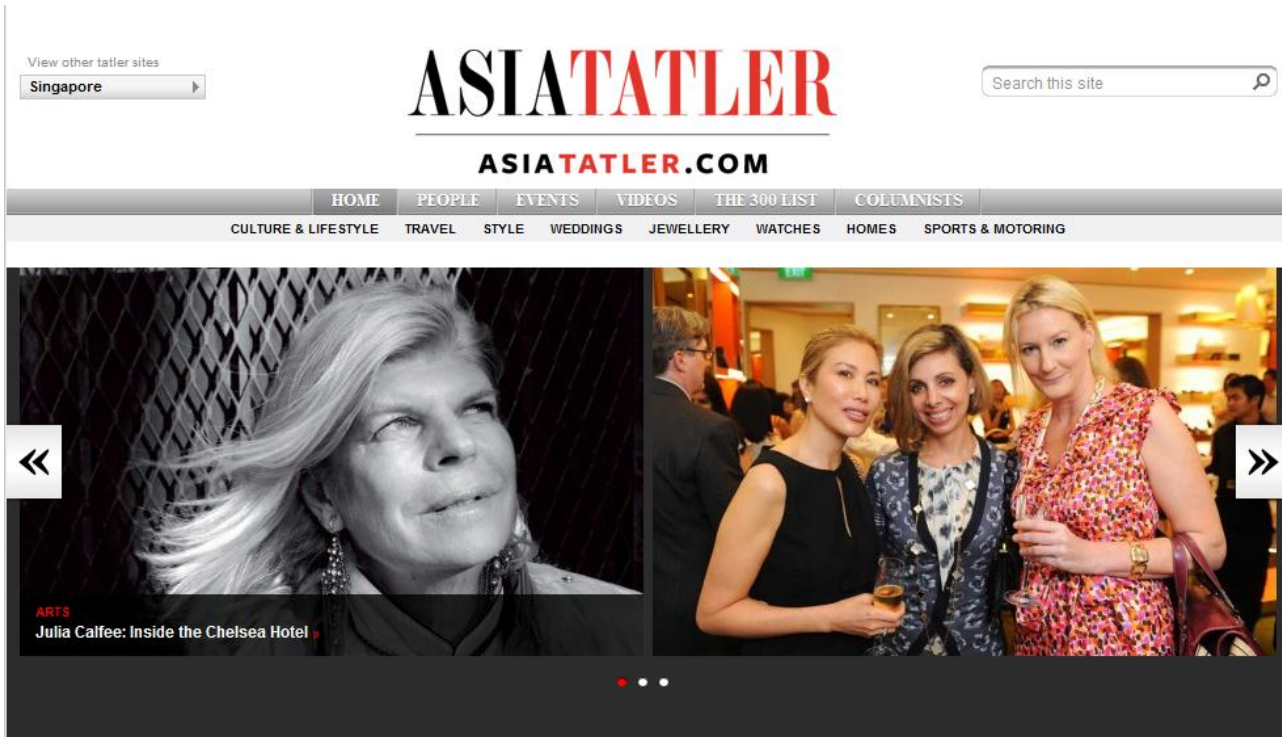 View other tatler sites
Singapore
ASIATATLER
ASIATATLER.COM
Search this site
HOME PEOPLE EVENTS VIDEOS THE 300 LIST COLUMNISTS
CULTURE & LIFESTYLE TRAVEL STYLE WEDDINGS JEWELLERY WATCHES HOMES SPORTS & MOTORING
EXIT
«
»
ARTS
Julia Calfee: Inside the Chelsea Hotel »